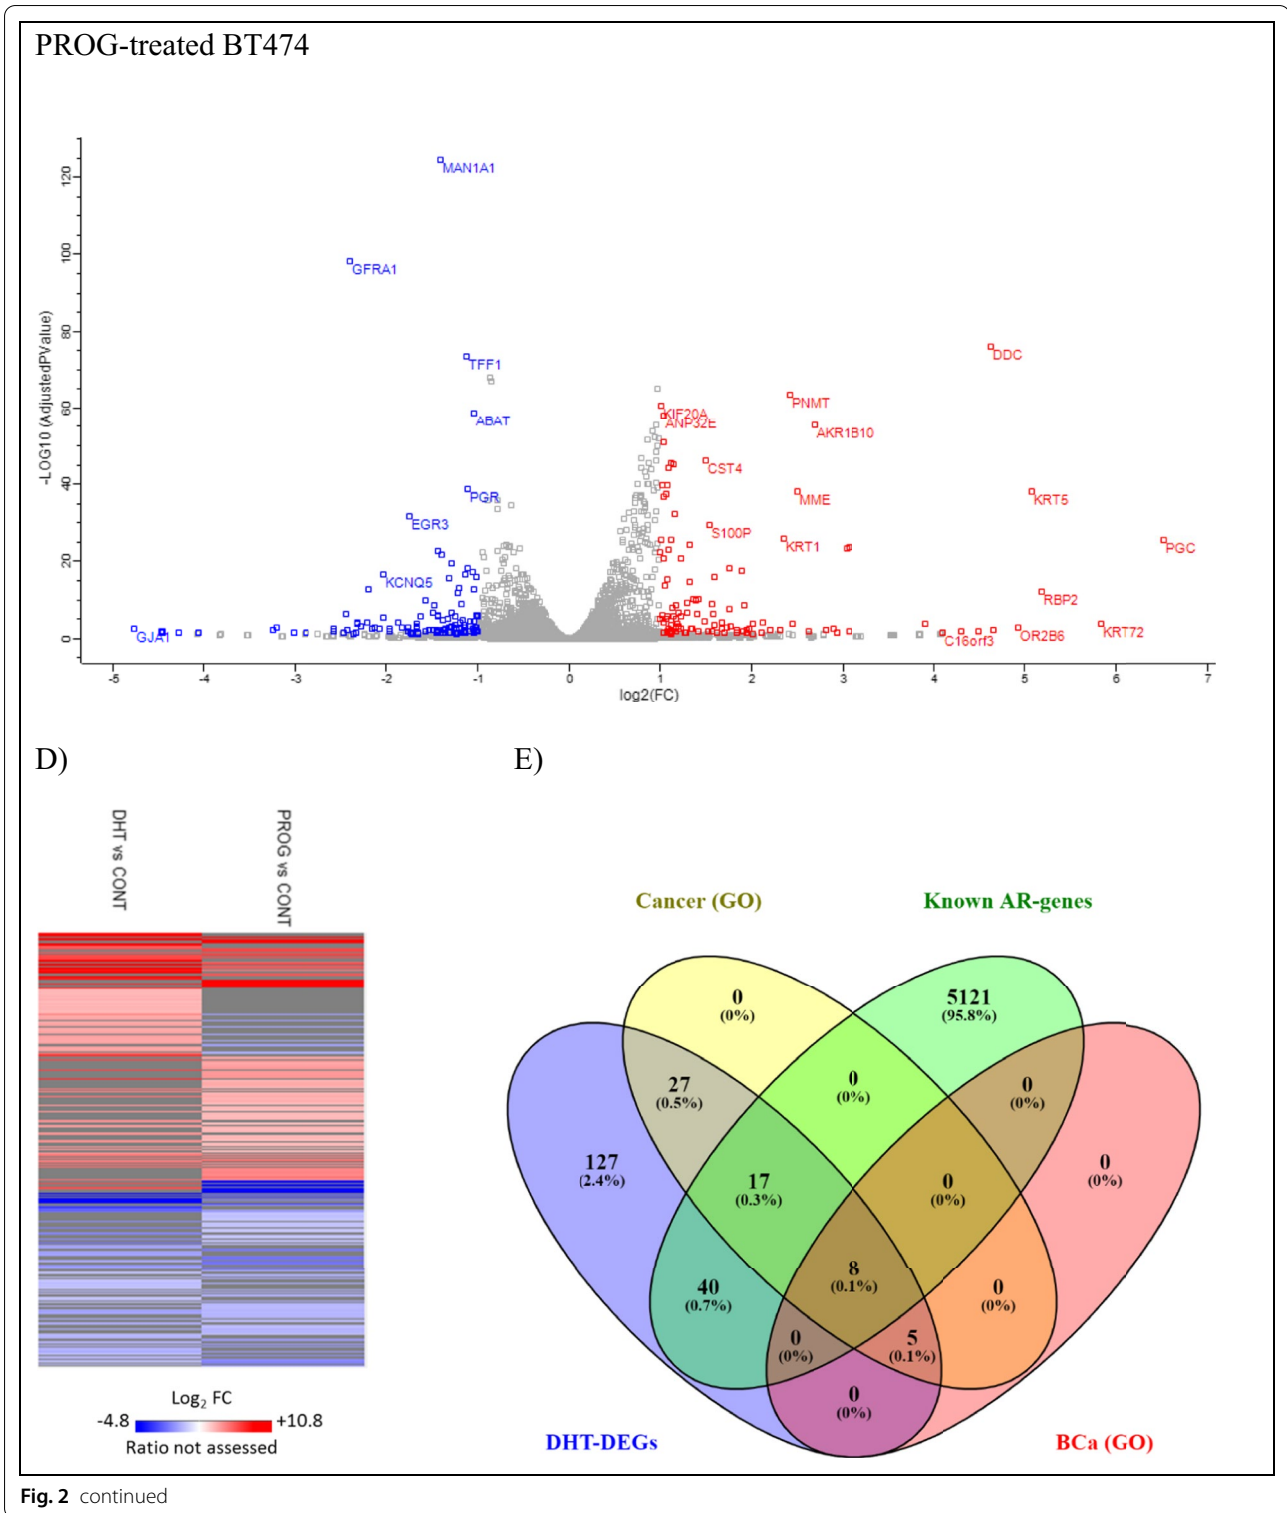 PROG-treated BT474
-LOG10 (AdjustedPValue)
120
100
80
60
40
20
0
MAN1A1
GFRA1
TFF1
ABAT
PGR
EGR3
KCNQ5
GJA1
DDC
PNMT
KIF20A
ANP32E
AKR1B10
CST4
MME
KRT5
S100P
KRT1
PGC
RBP2
C16orf3
OR2B6
KRT72
-5 -4 -3 -2 -1 0 1 2 3 4 5 6 7
log2(FC)
D)
DHT vs CONT
PROG vs CONT
Log2 FC
-4.8 +10.8
Ratio not assessed
E)
Cancer (GO)
Known AR-genes
0
(0%)
5121
(95.8%)
27
(0.5%)
0
(0%)
0
(0%)
127
(2.4%)
17
(0.3%)
0
(0%)
0
(0%)
40
(0.7%)
8
(0.1%)
0
(0%)
0
(0%)
5
(0.1%)
0
(0%)
DHT-DEGs
BCa (GO)
Fig. 2 continued